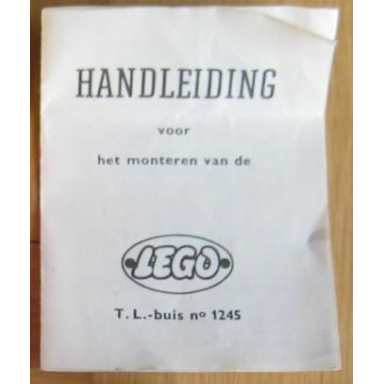 HANDLEIDING
voor
het monteren van de
LEGO
T. L.-buis no 1245